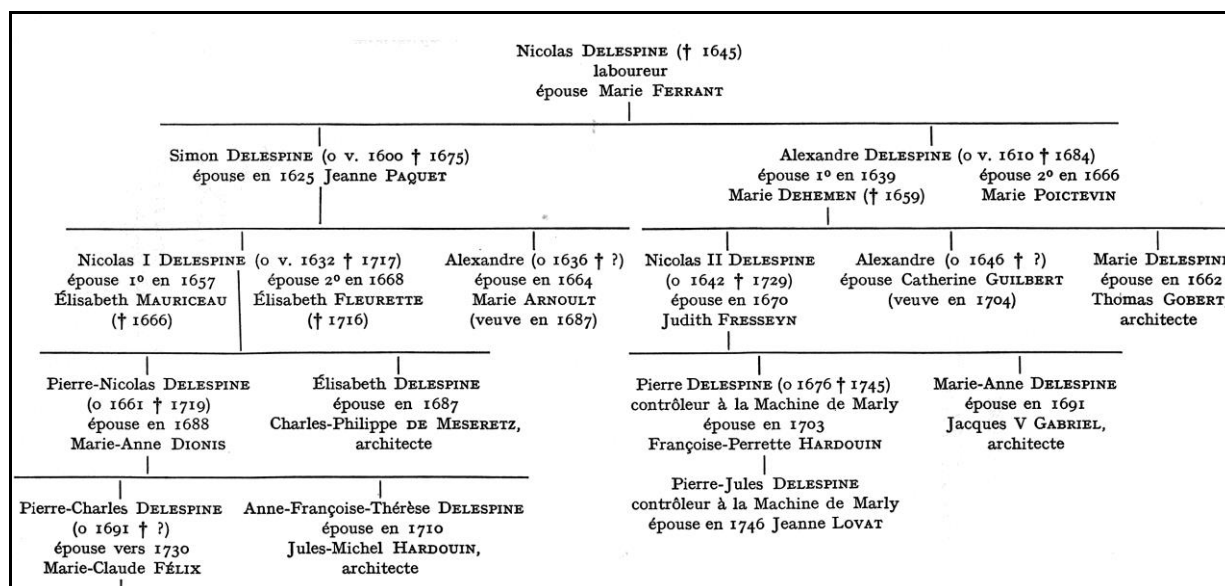 Nicolas DELESPINE († 1645)
laboureur
épouse Marie FERRANT
Simon DELESPINE (o v. 1600 † 1675)
épouse en 1625 Jeanne PAQUET
Alexandre DELESPINE (o v. 1610 † 1684)
épouse 1º en 1639 épouse 2º en 1666
Marie DEHEMEN († 1659) Marie POICTEVIN
Nicolas I DELESPINE (o v. 1632 † 1717)
épouse 1º en 1657 épouse 2º en 1668
Élisabeth MAURICEAU Élisabeth FLEURETTE
(† 1666) († 1716)
Alexandre (o 1636 † ?)
épouse en 1664
Marie ARNOULT
(veuve en 1687)
Nicolas II DELESPINE
(o 1642 † 1729)
épouse en 1670
Judith FRESSEYN
Alexandre (o 1646 † ?)
épouse Catherine GUILBERT
(veuve en 1704)
Marie DELESPINE
épouse en 1662
Thomas GOBERT,
architecte
Pierre-Nicolas DELESPINE
(o 1661 † 1719)
épouse en 1688
Marie-Anne DIONIS
Élisabeth DELESPINE
épouse en 1687
Charles-Philippe DE MESERETZ,
architecte
Pierre DELESPINE (o 1676 † 1745)
contrôleur à la Machine de Marly
épouse en 1703
Françoise-Perrette HARDOUIN
Marie-Anne DELESPINE
épouse en 1691
Jacques V GABRIEL,
architecte
Pierre-Charles DELESPINE
(o 1691 † ?)
épouse vers 1730
Marie-Claude FÉLIX
Anne-Françoise-Thérèse DELESPINE
épouse en 1710
Jules-Michel HARDOUIN,
architecte
Pierre-Jules DELESPINE
contrôleur à la Machine de Marly
épouse en 1746 Jeanne LOVAT